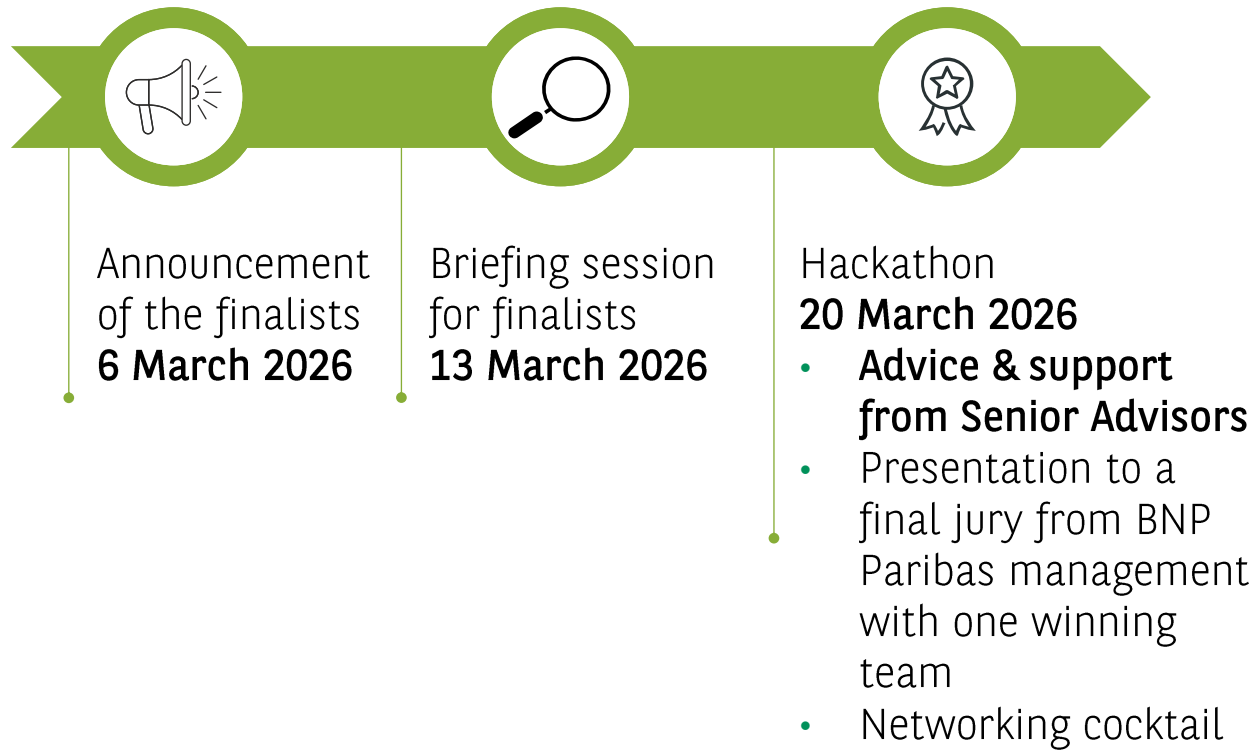 Announcement
of the finalists
6 March 2026
Briefing session
for finalists
13 March 2026
Hackathon
20 March 2026
• Advice & support
from Senior Advisors
• Presentation to a
final jury from BNP
Paribas management
with one winning
team
• Networking cocktail